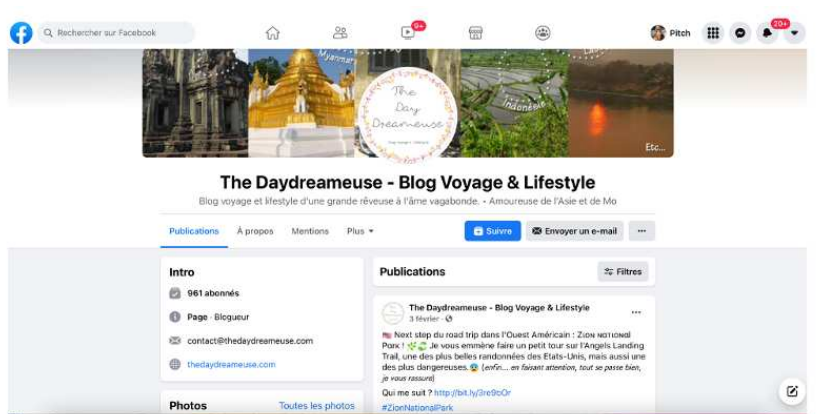 Rechercher sur Facebook
9+
Pitch
20+
Myanmar
Indonésie
Etc...
The
Day
Dreameuse
The Daydreameuse - Blog Voyage & Lifestyle
Blog voyage et lifestyle d'une grande rêveuse à l'âme vagabonde. • Amoureuse de l'Asie et de Mo
Publications À propos Mentions Plus
Suivre Envoyer un e-mail ...
Intro
961 abonnés
Page · Blogueur
contact@thedaydreameuse.com
thedaydreameuse.com
Photos Toutes les photos
Publications Filtres
The Daydreameuse - Blog Voyage & Lifestyle
3 février ·
🇺🇸 Next step du road trip dans l'Ouest Américain : Zion National
Park ! Je vous emmène faire un petit tour sur l'Angels Landing
Trail, une des plus belles randonnées des Etats-Unis, mais aussi une
des plus dangereuses. (enfin... en faisant attention, tout se passe bien,
je vous rassure)
Qui me suit ?
#ZionNationalPark